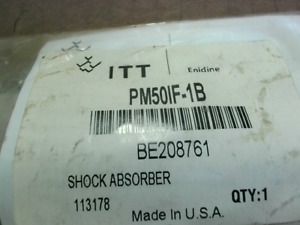 ITT Enidine
PM50IF-1B
BE208761
SHOCK ABSORBER
113178 QTY:1
Made In U.S.A.